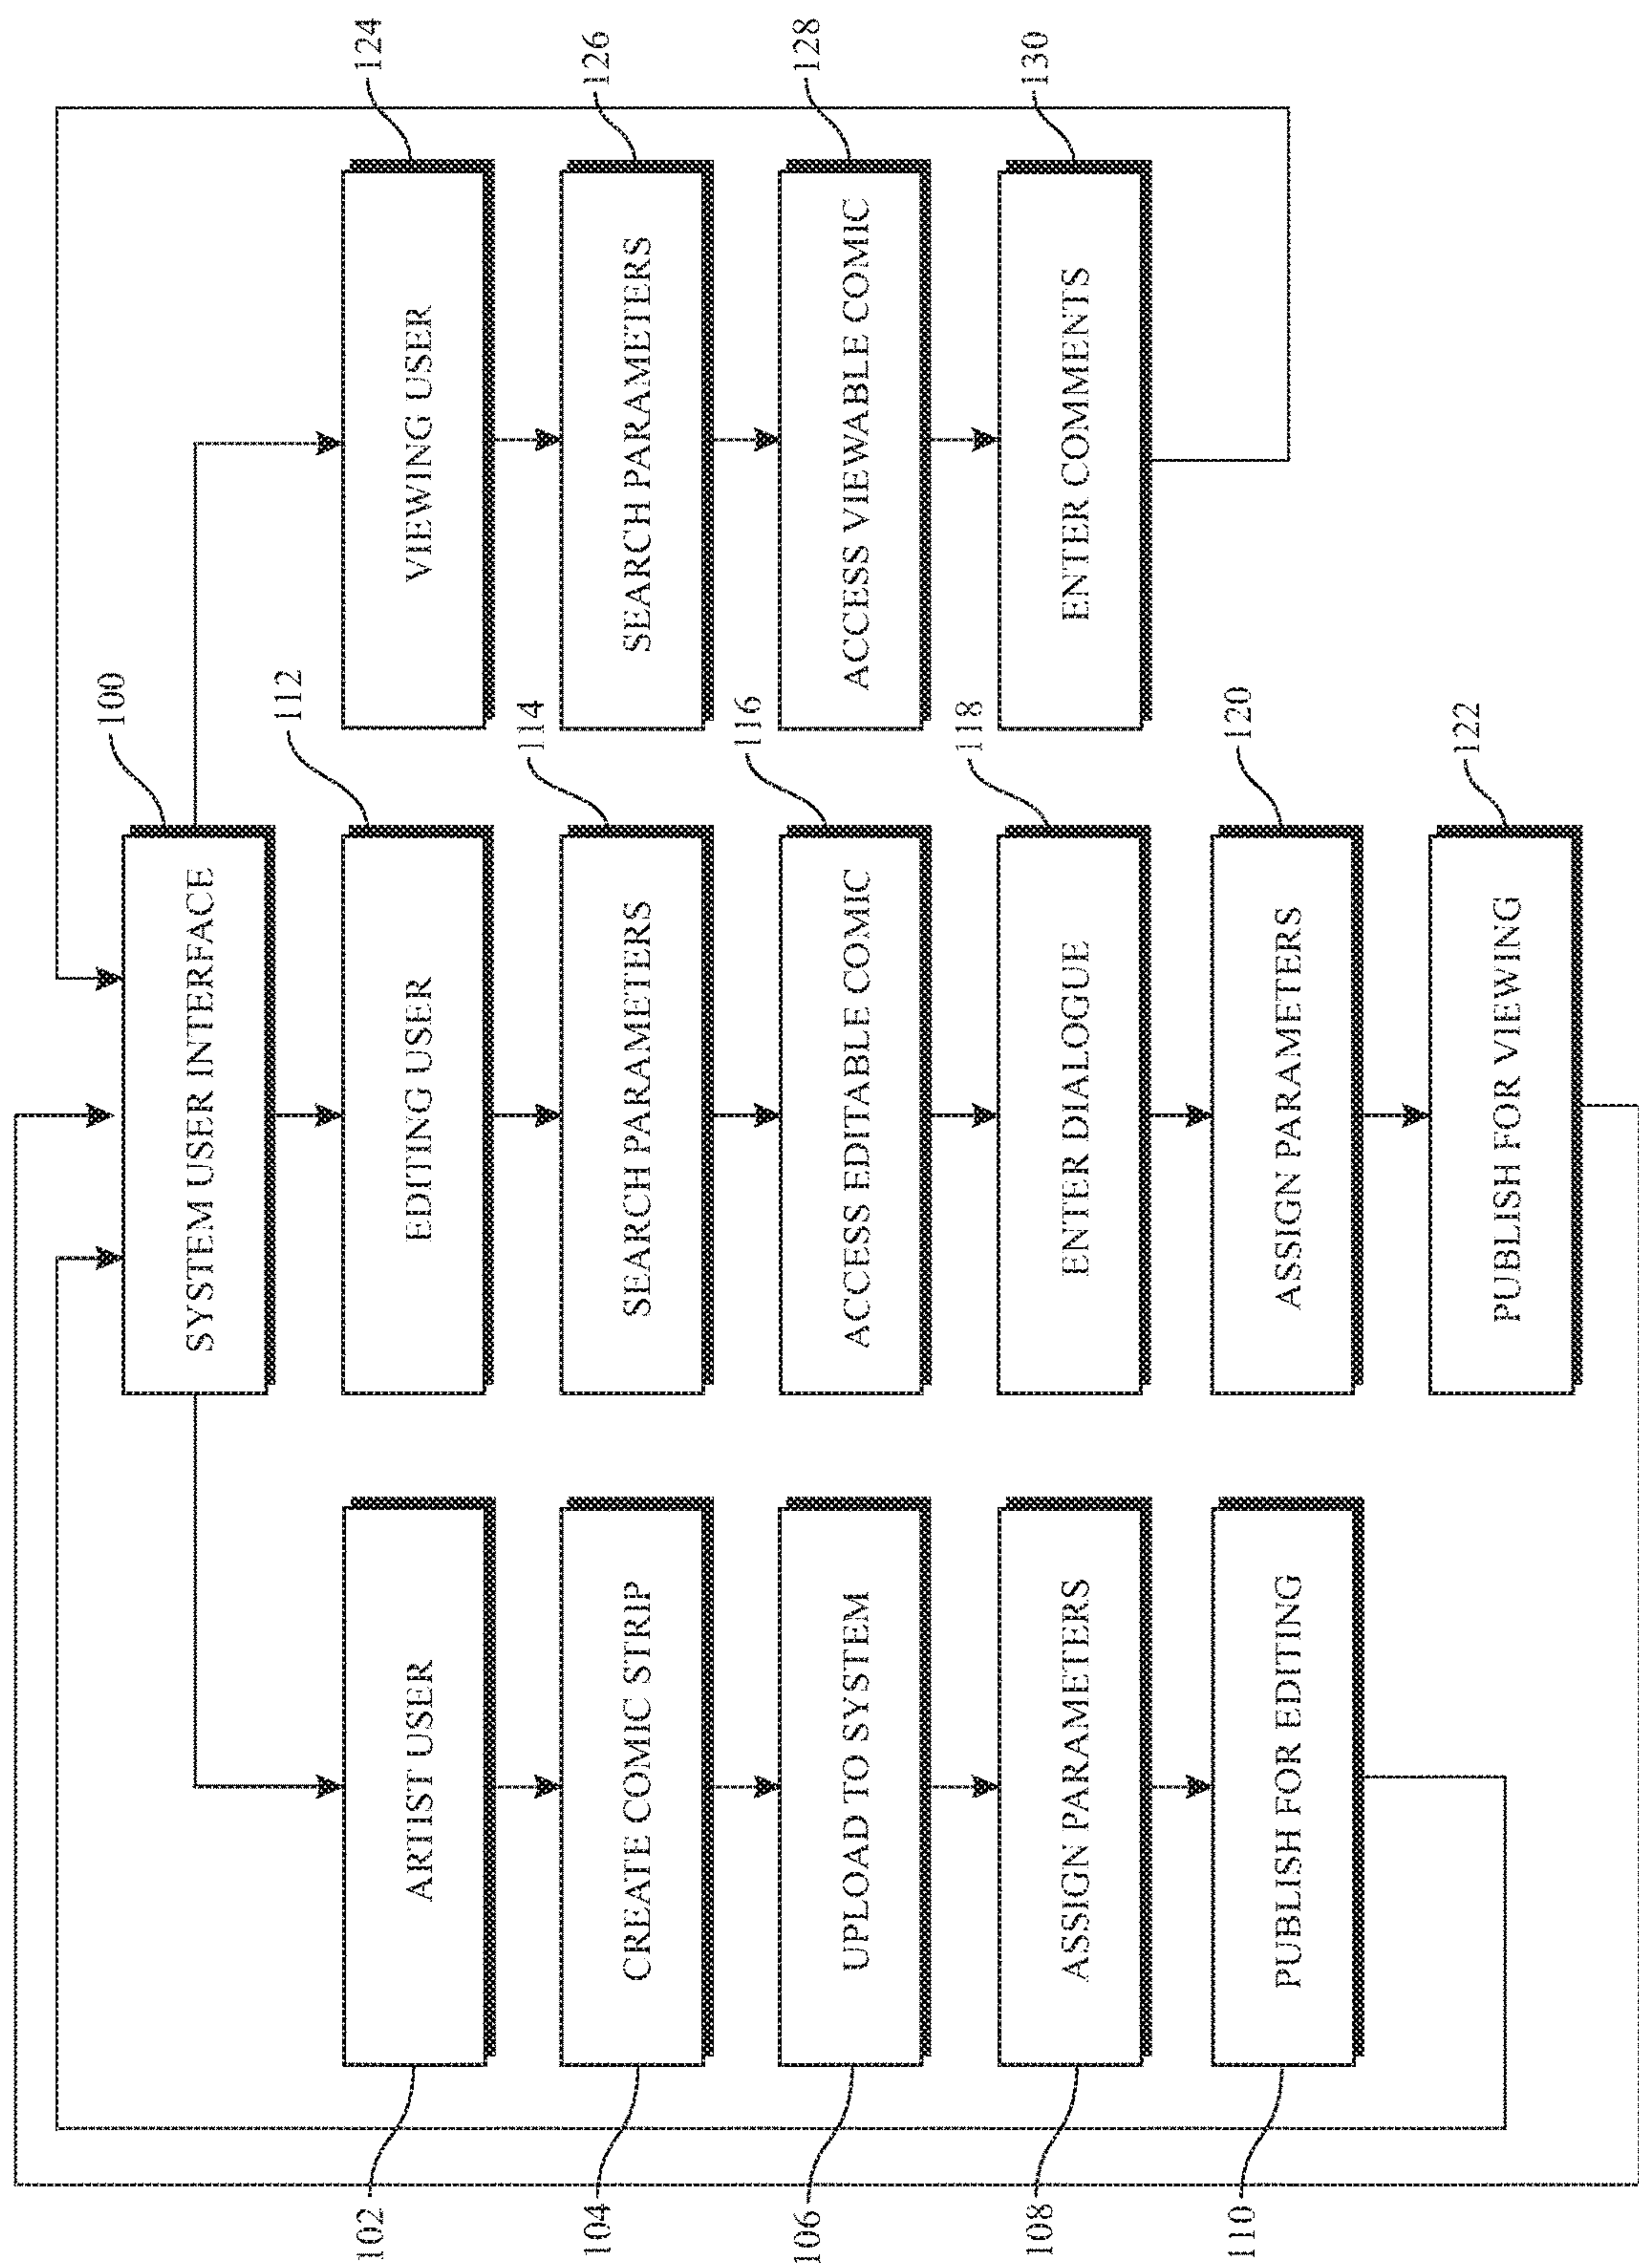 100
SYSTEM USER INTERFACE
102
ARTIST USER
104
CREATE COMIC STRIP
106
UPLOAD TO SYSTEM
108
ASSIGN PARAMETERS
110
PUBLISH FOR EDITING
112
EDITING USER
114
SEARCH PARAMETERS
116
ACCESS EDITABLE COMIC
118
ENTER DIALOGUE
120
ASSIGN PARAMETERS
122
PUBLISH FOR VIEWING
124
VIEWING USER
126
SEARCH PARAMETERS
128
ACCESS VIEWABLE COMIC
130
ENTER COMMENTS